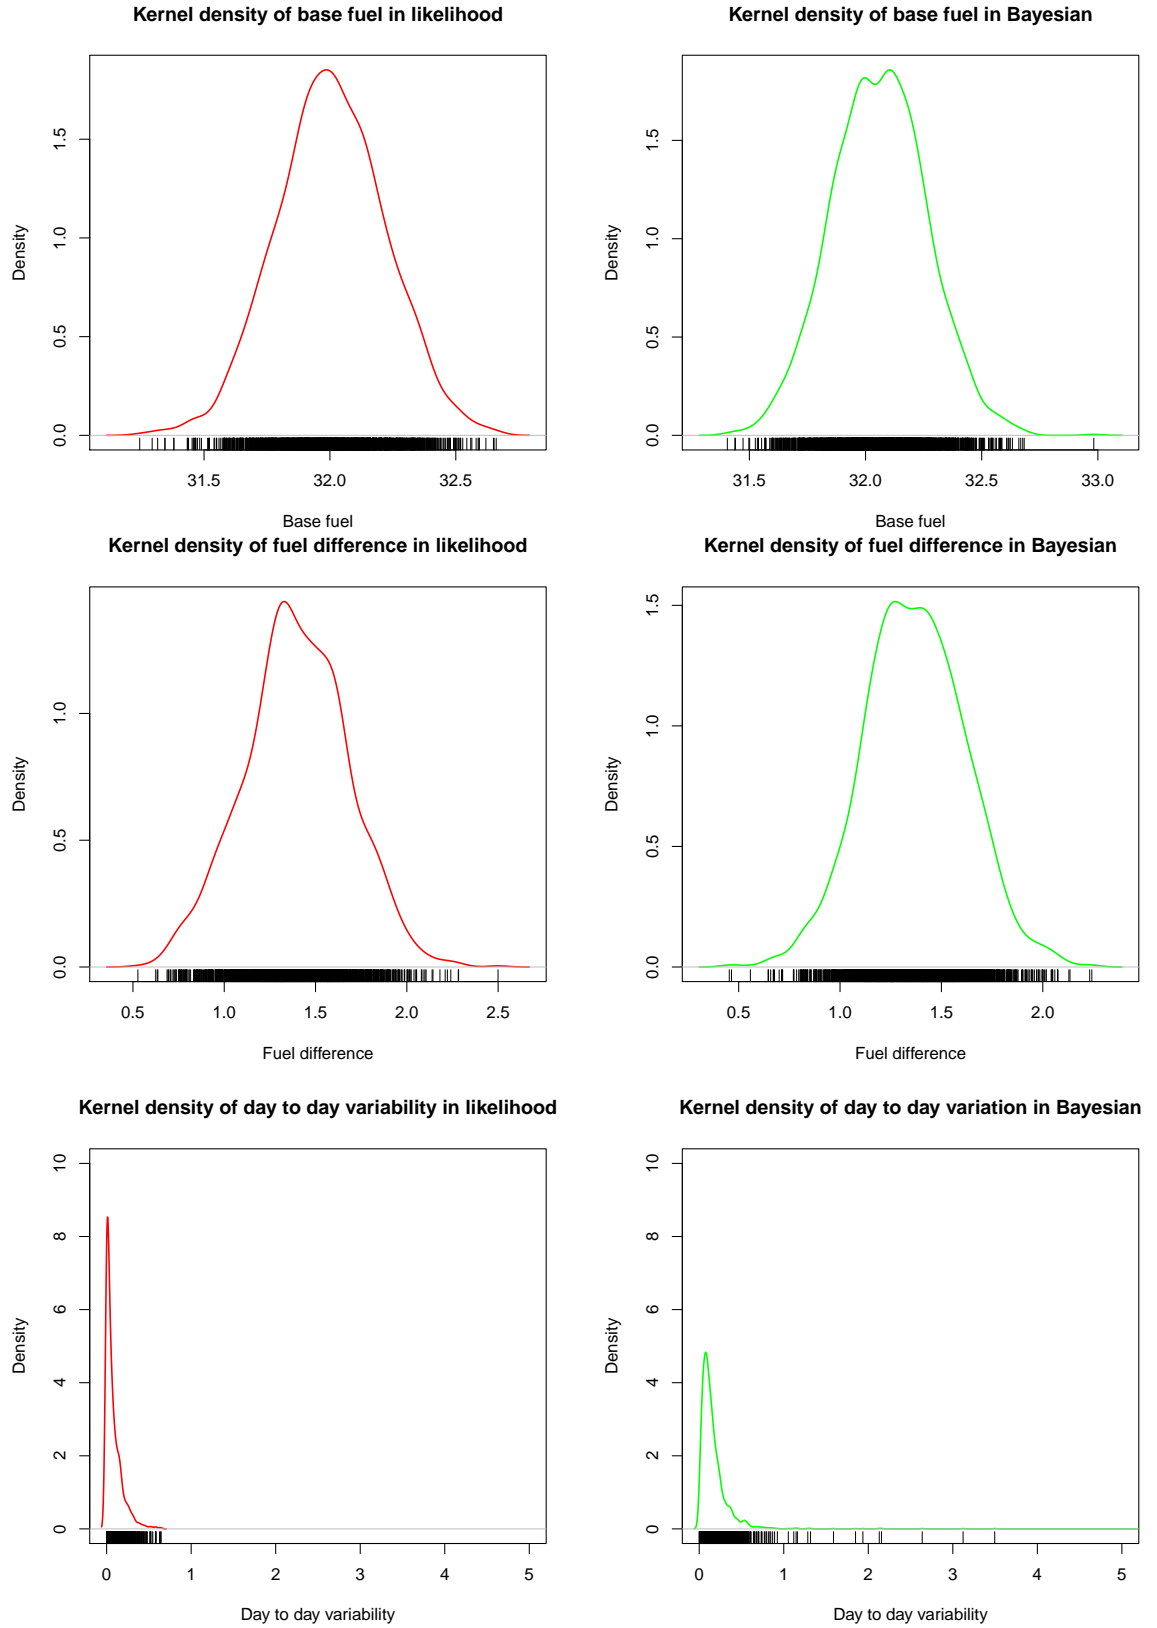 Kernel density of base fuel in likelihood
Density
0.0 0.5 1.0 1.5
31.5 32.0 32.5
Base fuel
Kernel density of base fuel in Bayesian
Density
0.0 0.5 1.0 1.5
31.5 32.0 32.5 33.0
Base fuel
Kernel density of fuel difference in likelihood
Density
0.0 0.5 1.0
0.5 1.0 1.5 2.0 2.5
Fuel difference
Kernel density of fuel difference in Bayesian
Density
0.0 0.5 1.0 1.5
0.5 1.0 1.5 2.0
Fuel difference
Kernel density of day to day variability in likelihood
Density
0 2 4 6 8 10
0 1 2 3 4 5
Day to day variability
Kernel density of day to day variation in Bayesian
Density
0 2 4 6 8 10
0 1 2 3 4 5
Day to day variability